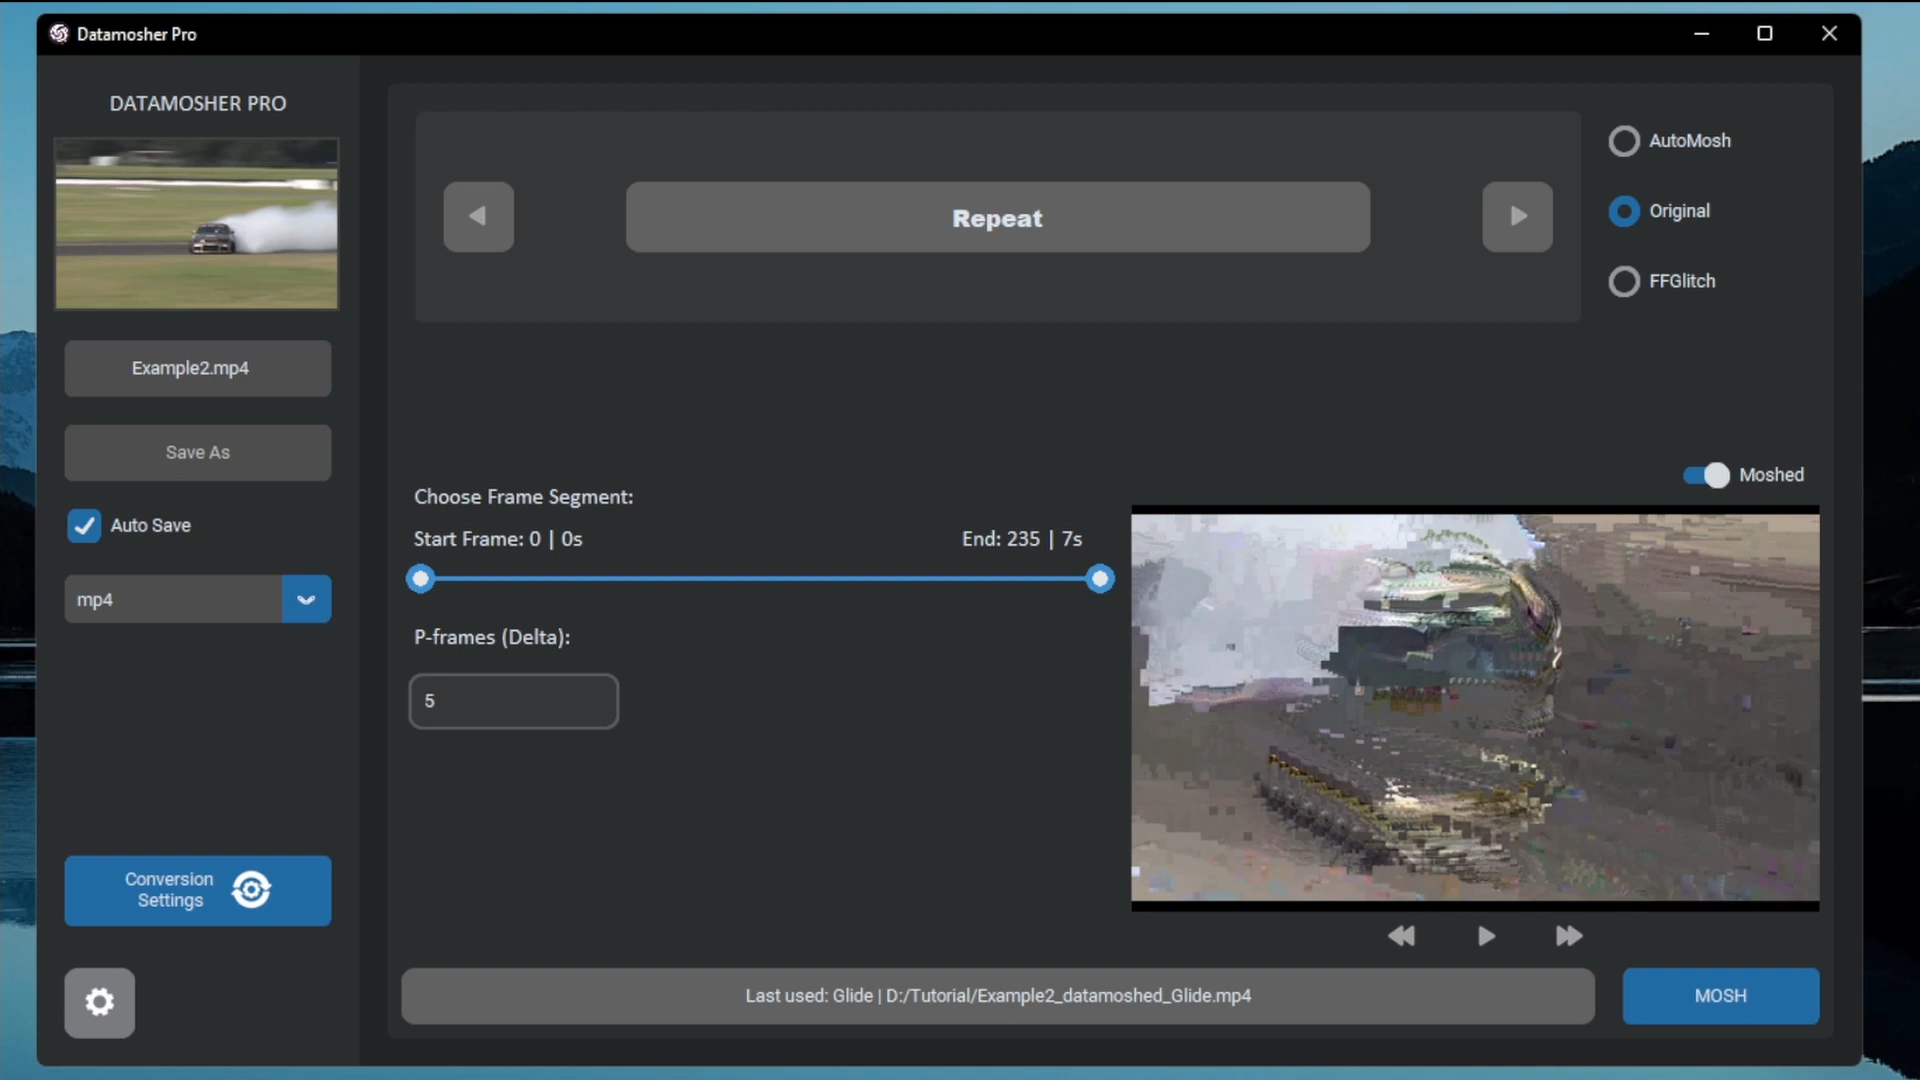 Datamosher Pro
DATAMOSHER PRO
Example2.mp4
Save As
Auto Save
mp4
Conversion
Settings
Repeat
AutoMosh
Original
FFGlitch
Moshed
Choose Frame Segment:
Start Frame: 0 | 0s
End: 235 | 7s
P-frames (Delta):
5
Last used: Glide | D:/Tutorial/Example2_datamoshed_Glide.mp4
MOSH